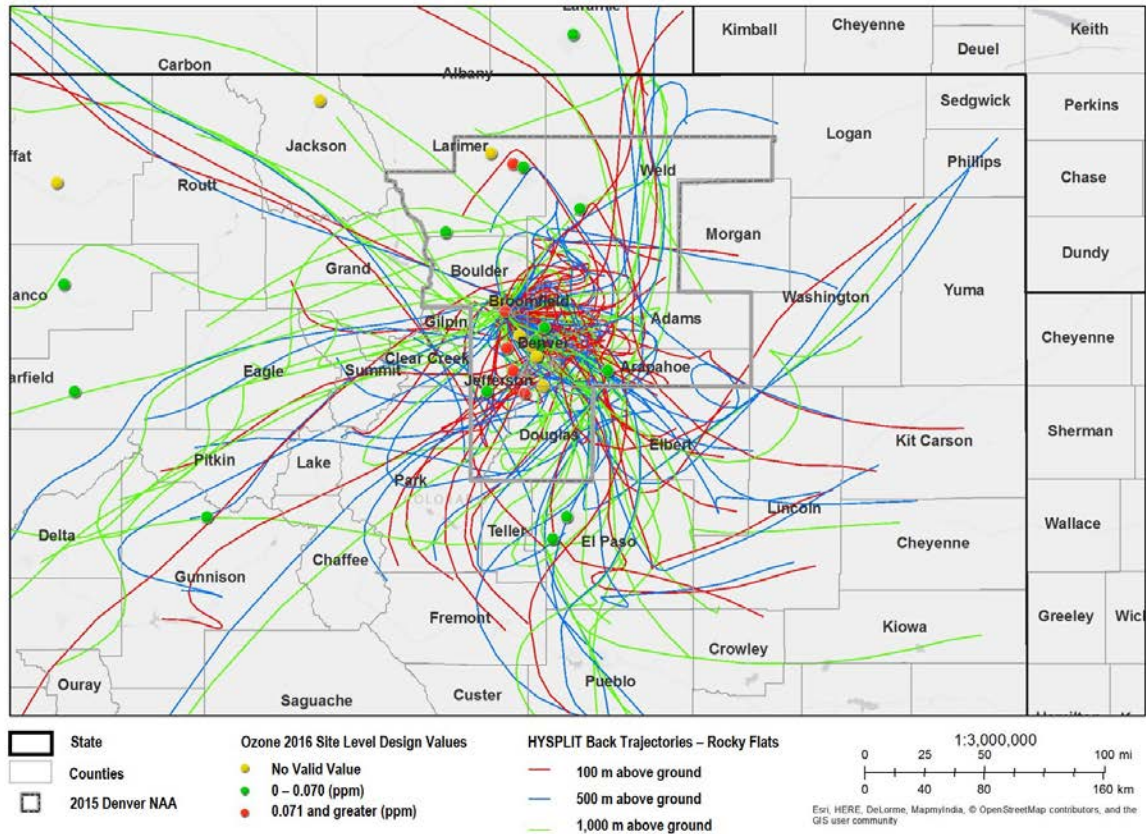 Laramie
Kimball
Cheyenne
Keith
Deuel
Carbon
Albany
Sedgwick
Perkins
Logan
Jackson
Larimer
Phillips
Weld
Chase
ffat
Routt
Morgan
Yuma
Dundy
Grand
Boulder
Washington
anco
Broomfield
Adams
Gilpin
Denver
Cheyenne
Clear Creek
Arapahoe
Eagle
Summit
Jefferson
arfield
Douglas
Elbert
Kit Carson
Sherman
Pitkin
Lake
Park
COLORA
Lincoln
Delta
Teller
El Paso
Wallace
Cheyenne
Chaffee
Gunnison
Fremont
Greeley
Wic
Kiowa
Crowley
Ouray
Pueblo
Saguache
Custer
State
Counties
2015 Denver NAA
Ozone 2016 Site Level Design Values
No Valid Value
0 – 0.070 (ppm)
0.071 and greater (ppm)
HYSPLIT Back Trajectories – Rocky Flats
100 m above ground
500 m above ground
1,000 m above ground
1:3,000,000
0 25 50 100 mi
0 40 80 160 km
Esri, HERE, DeLorme, MapmyIndia, © OpenStreetMap contributors, and the
GIS user community